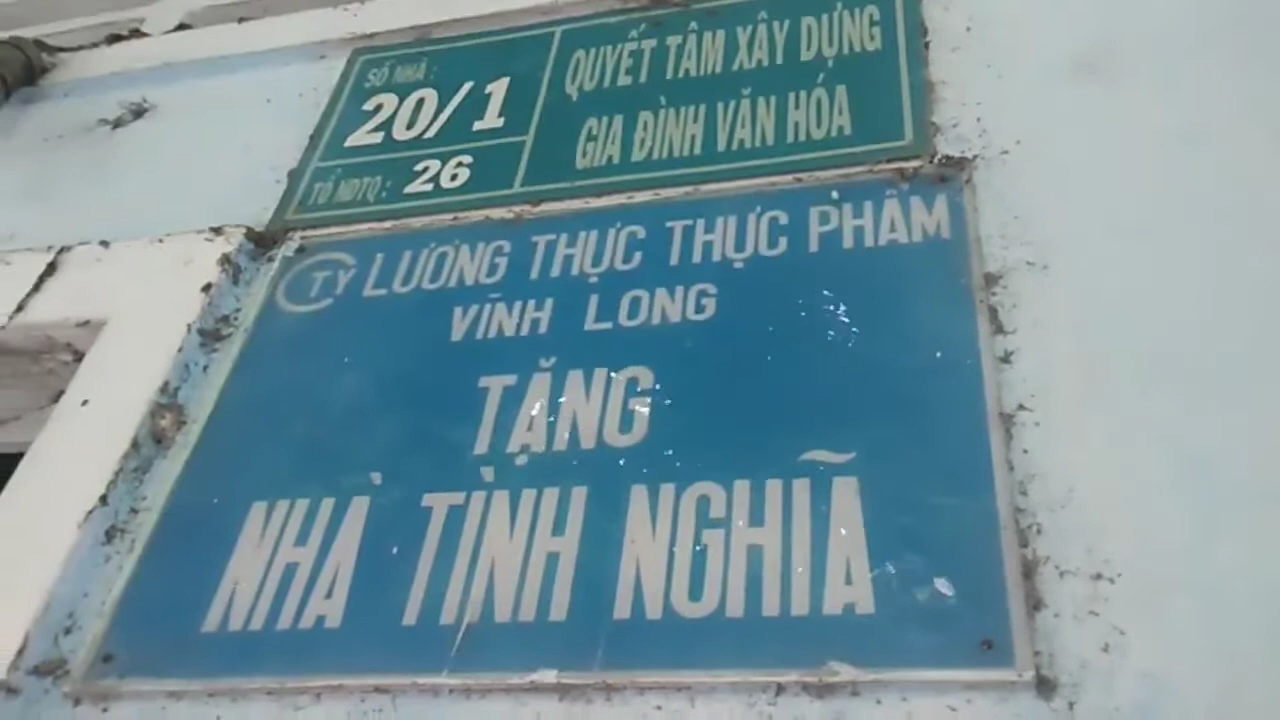 SỐ NHÀ:
20/1
TỔ NDTQ: 26
QUYẾT TÂM XÂY DỰNG
GIA ĐÌNH VĂN HÓA
CTY LƯƠNG THỰC THỰC PHẨM
VĨNH LONG
TẶNG
NHÀ TÌNH NGHĨA